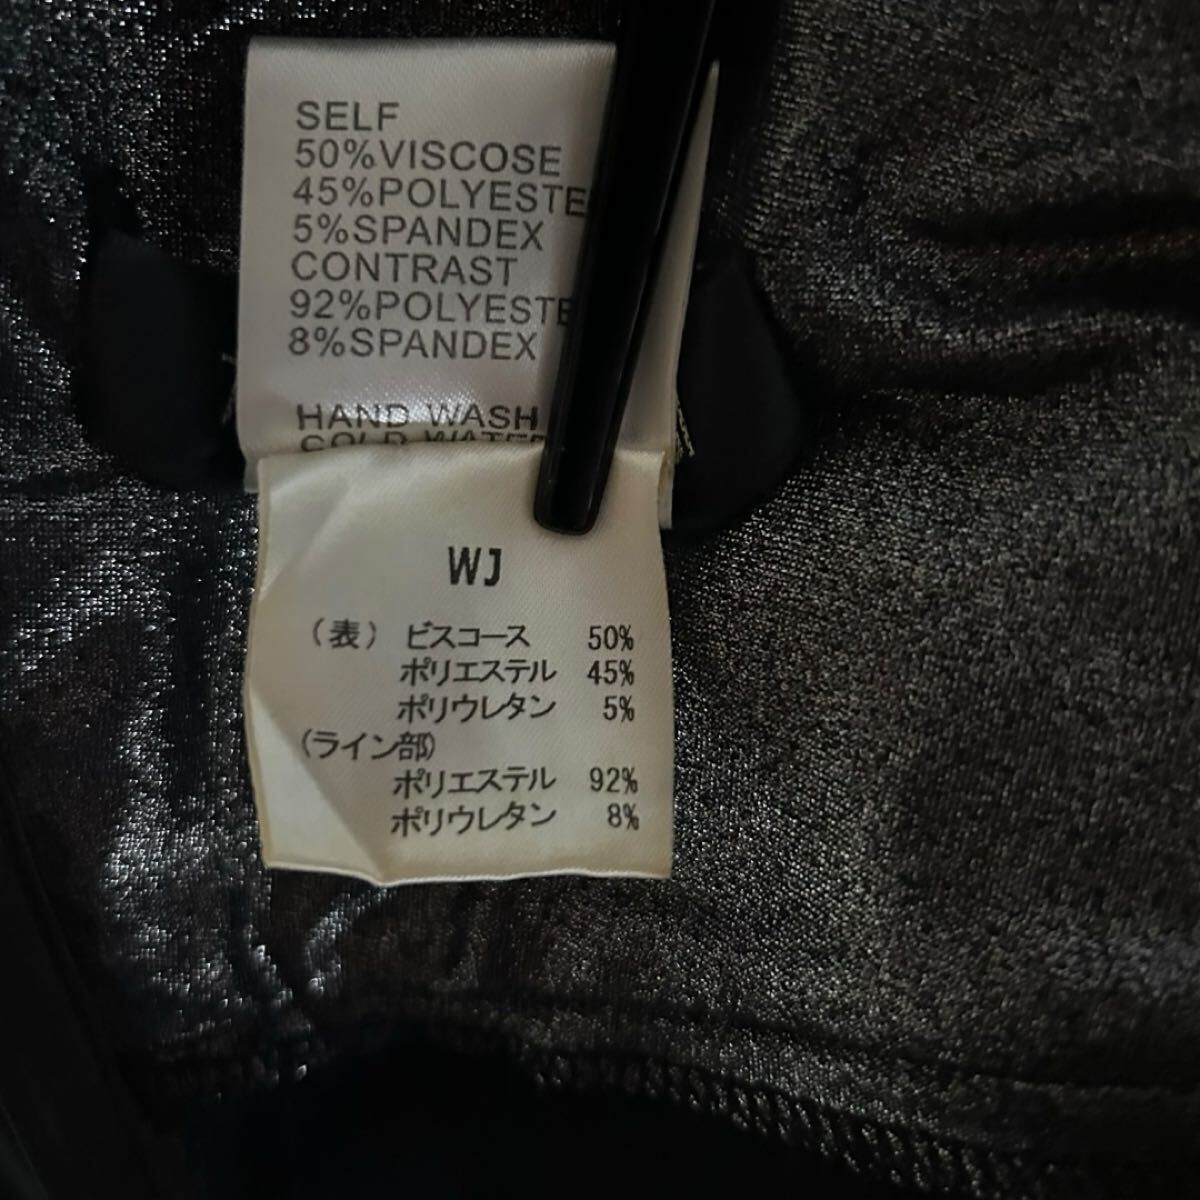 SELF
50%VISCOSE
45%POLYESTE
5%SPANDEX
CONTRAST
92%POLYESTE
8%SPANDEX
HAND WASH
COLD WATER
WJ
(表) ビスコース 50%
ポリエステル 45%
ポリウレタン 5%
(ライン部)
ポリエステル 92%
ポリウレタン 8%